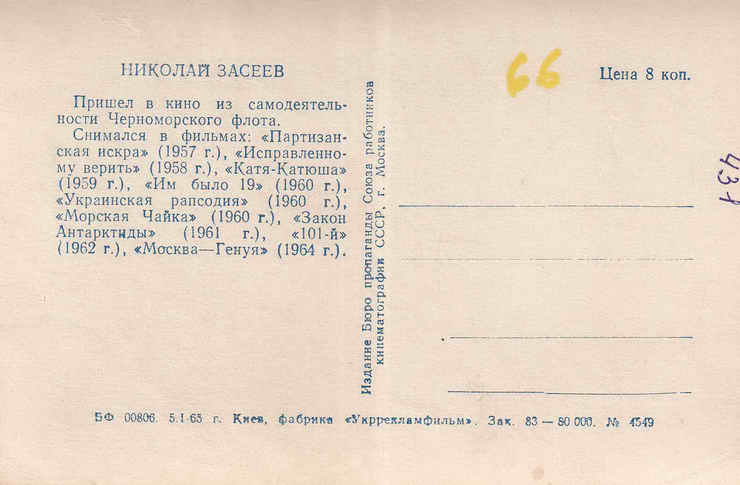 НИКОЛАЙ ЗАСЕЕВ
Пришел в кино из самодеятель-
ности Черноморского флота.
Снимался в фильмах: «Партизан-
ская искра» (1957 г.), «Исправленно-
му верить» (1958 г.), «Катя-Катюша»
(1959 г.), «Им было 19» (1960 г.),
«Украинская рапсодия» (1960 г.),
«Морская Чайка» (1960 г.), «Закон
Антарктиды» (1961 г.), «101-й»
(1962 г.), «Москва—Генуя» (1964 г.).
Издание Бюро пропаганды Союза работников
кинематографии СССР, г. Москва.
66
Цена 8 коп.
437
БФ 00806. 5.1-65 г. Киев, фабрика «Укррекламфильм». Зак. 83 — 80 000. № 4549